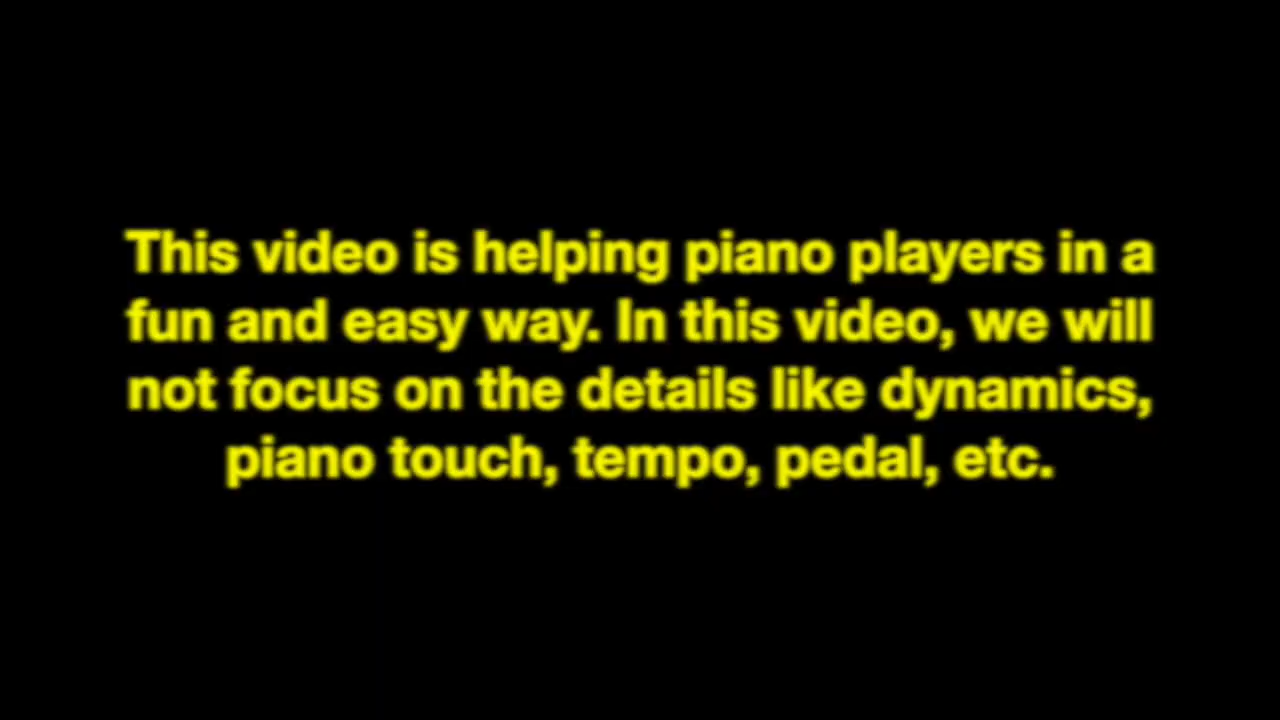 This video is helping piano players in a
fun and easy way. In this video, we will
not focus on the details like dynamics,
piano touch, tempo, pedal, etc.